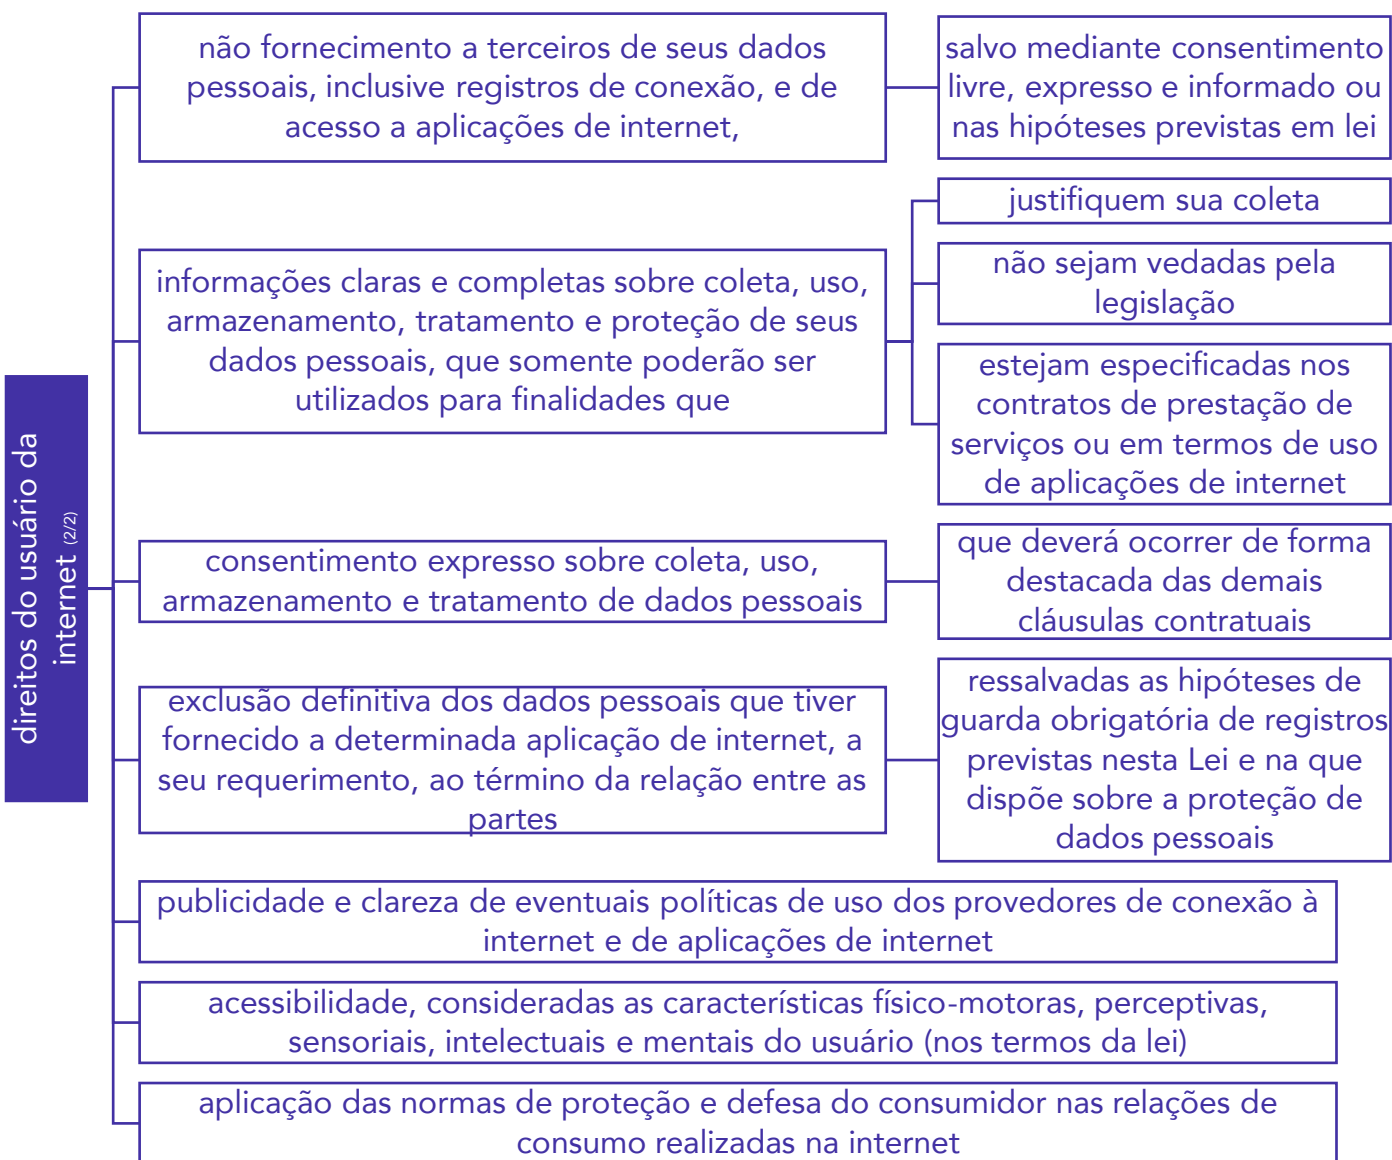 direitos do usuário da
internet (2/2)
não fornecimento a terceiros de seus dados
pessoais, inclusive registros de conexão, e de
acesso a aplicações de internet,
salvo mediante consentimento
livre, expresso e informado ou
nas hipóteses previstas em lei
informações claras e completas sobre coleta, uso,
armazenamento, tratamento e proteção de seus
dados pessoais, que somente poderão ser
utilizados para finalidades que
justifiquem sua coleta
não sejam vedadas pela
legislação
estejam especificadas nos
contratos de prestação de
serviços ou em termos de uso
de aplicações de internet
consentimento expresso sobre coleta, uso,
armazenamento e tratamento de dados pessoais
que deverá ocorrer de forma
destacada das demais
cláusulas contratuais
exclusão definitiva dos dados pessoais que tiver
fornecido a determinada aplicação de internet, a
seu requerimento, ao término da relação entre as
partes
ressalvadas as hipóteses de
guarda obrigatória de registros
previstas nesta Lei e na que
dispõe sobre a proteção de
dados pessoais
publicidade e clareza de eventuais políticas de uso dos provedores de conexão à
internet e de aplicações de internet
acessibilidade, consideradas as características físico-motoras, perceptivas,
sensoriais, intelectuais e mentais do usuário (nos termos da lei)
aplicação das normas de proteção e defesa do consumidor nas relações de
consumo realizadas na internet